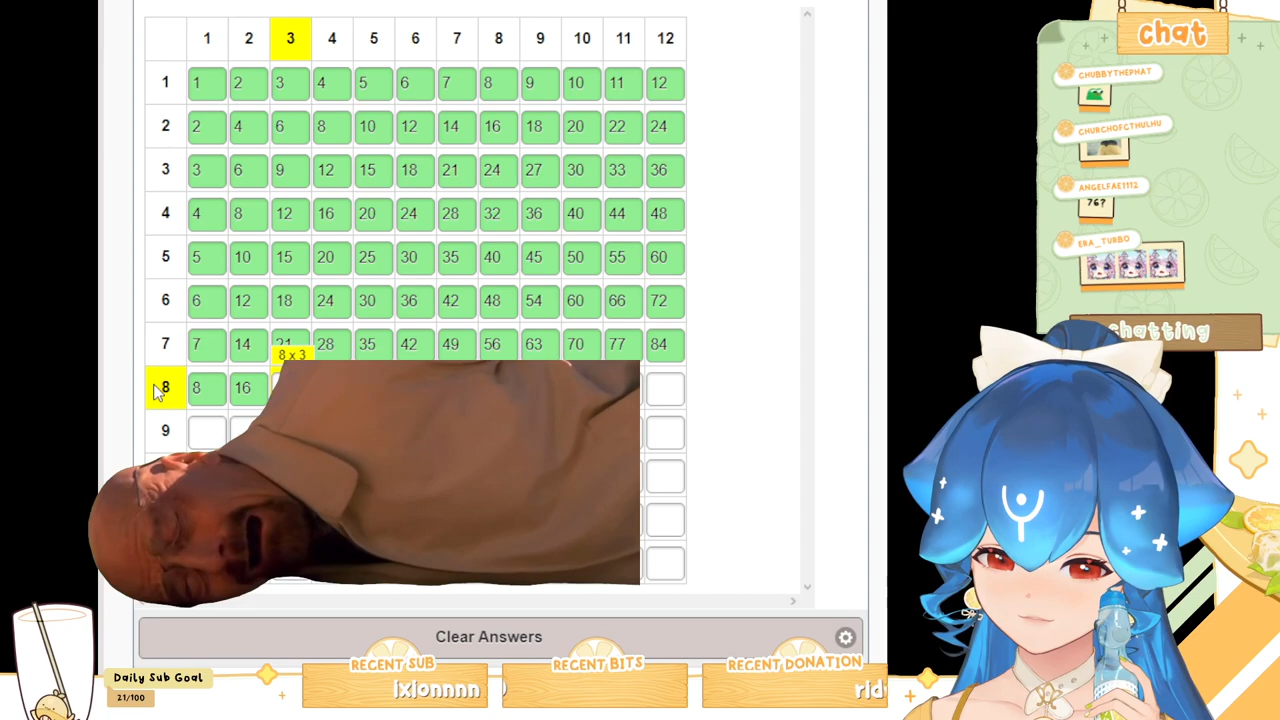 1 2 3 4 5 6 7 8 9 10 11 12
1 1 2 3 4 5 6 7 8 9 10 11 12
2 2 4 6 8 10 12 14 16 18 20 22 24
3 3 6 9 12 15 18 21 24 27 30 33 36
4 4 8 12 16 20 24 28 32 36 40 44 48
5 5 10 15 20 25 30 35 40 45 50 55 60
6 6 12 18 24 30 36 42 48 54 60 66 72
7 7 14 21 28 35 42 49 56 63 70 77 84
8 x 3
8 8 16
9
Clear Answers
chat
CHUBBYTHEPHAT
CHURCHOFCTHULHU
ANGELFAE1112
76?
ERA_TURBO
chatting
Daily Sub Goal
21/100
RECENT SUB
ixionnnn
RECENT BITS
RECENT DONATION